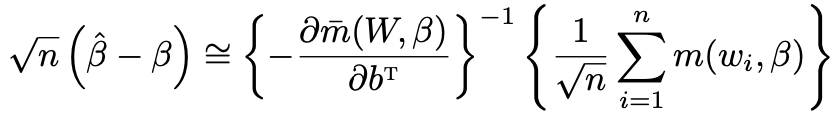 $\sqrt{n}\left(\hat{\beta}-\beta\right) \cong \left\{-\frac{\partial \bar{m}(W,\beta)}{\partial b^{\mathrm{T}}}\right\}^{-1} \left\{\frac{1}{\sqrt{n}}\sum_{i=1}^{n} m(w_i,\beta)\right\}$